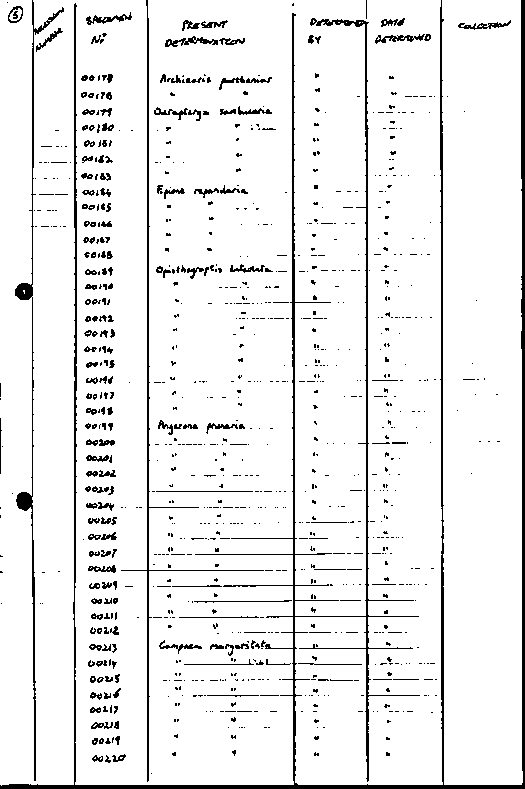 5
ACCESSION NUMBER SPECIMEN Nº PRESENT DETERMINATION DETERMINED BY DATE DETERMINED COLLECTION
00178 Archiearis parthenias " "
00178 " " " "
00179 Ourapteryx sambucaria " "
00180 " " " "
00181 " " " "
00182 " " " "
00183 " " " "
00184 Epione repandaria " "
00185 " " " "
00186 " " " "
00187 " " " "
00188 " " " "
00189 Opisthograptis luteolata " "
00190 " " " "
00191 " " " "
00192 " " " "
00193 " " " "
00194 " " " "
00195 " " " "
00196 " " " "
00197 " " " "
00198 " " " "
00199 Angerona prunaria " "
00200 " " " "
00201 " " " "
00202 " " " "
00203 " " " "
00204 " " " "
00205 " " " "
00206 " " " "
00207 " " " "
00208 " " " "
00209 " " " "
00210 " " " "
00211 " " " "
00212 " " " "
00213 Campaea margaritata " "
00214 " " " "
00215 " " " "
00216 " " " "
00217 " " " "
00218 " " " "
00219 " " " "
00220 " " " "